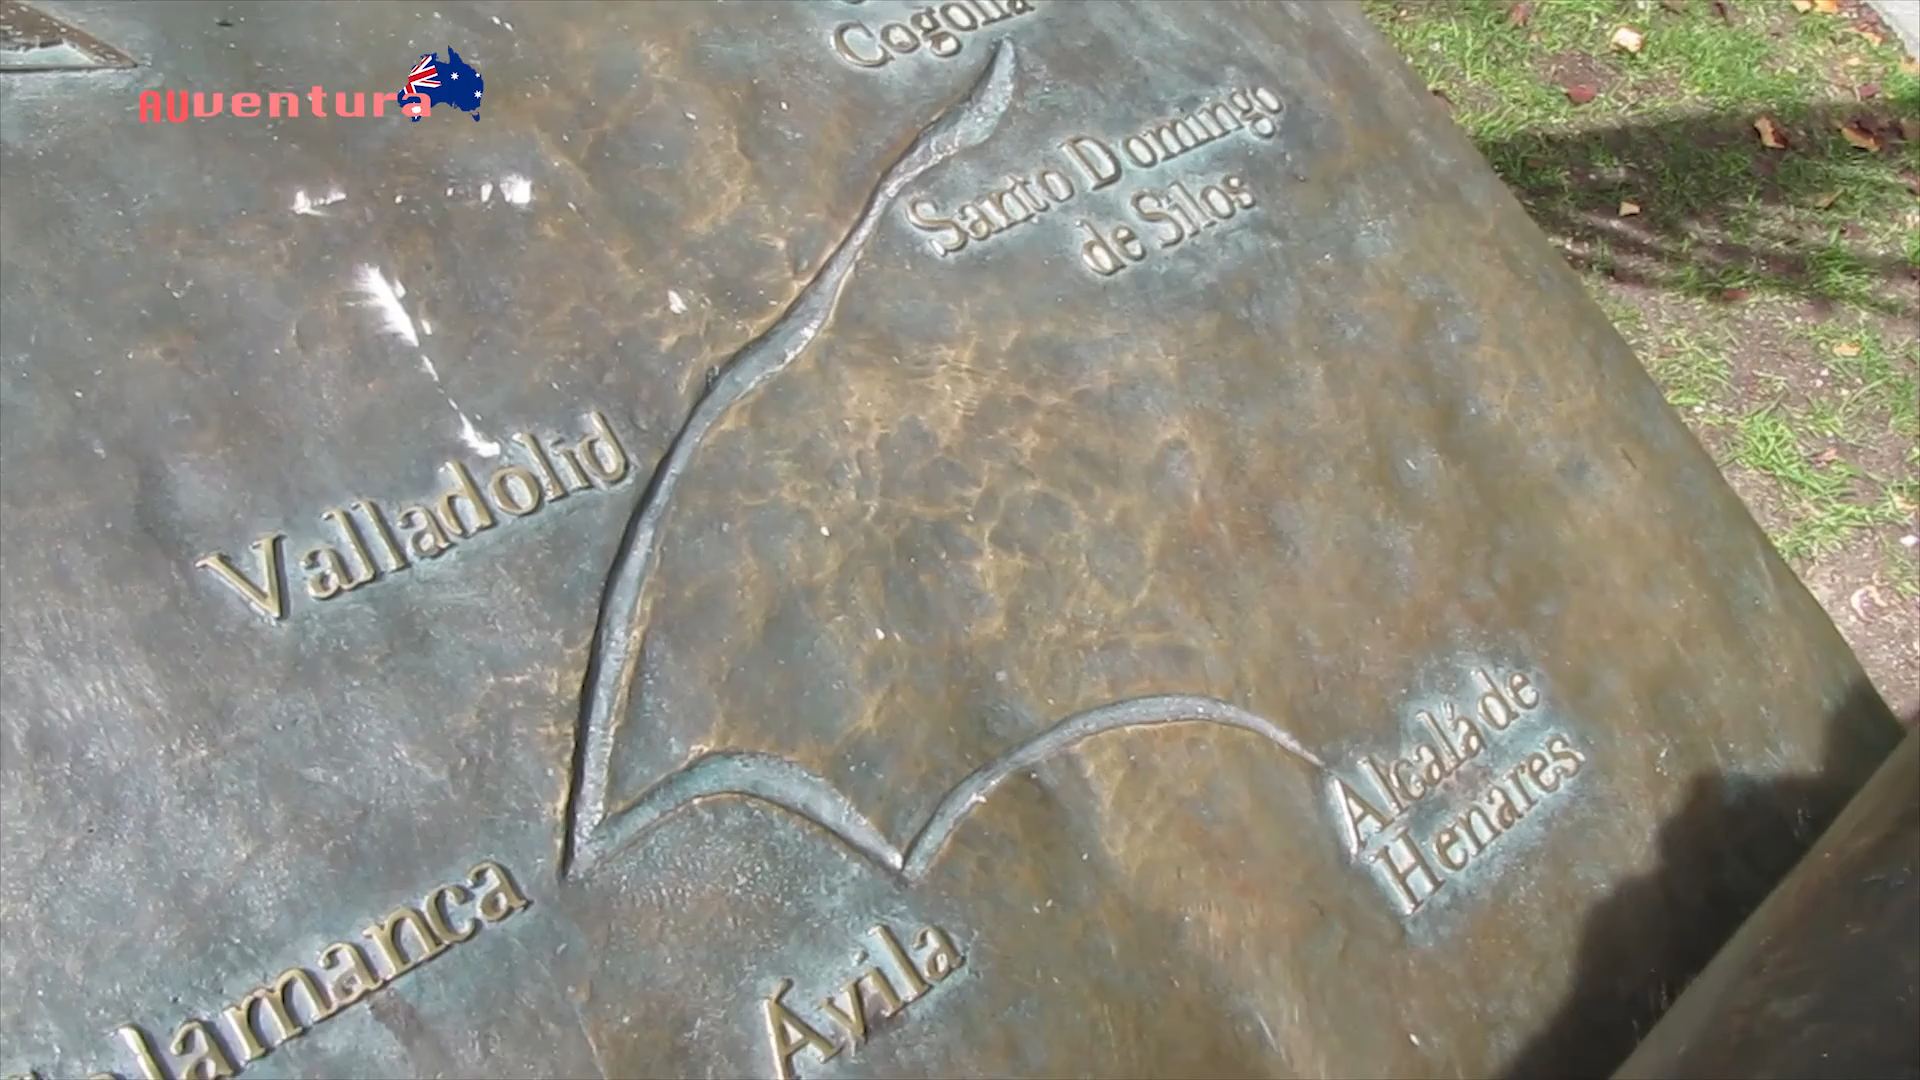 Cogolla
AUventura
Santo Domingo
de Silos
Valladolid
Alcalá de
Henares
Ávila